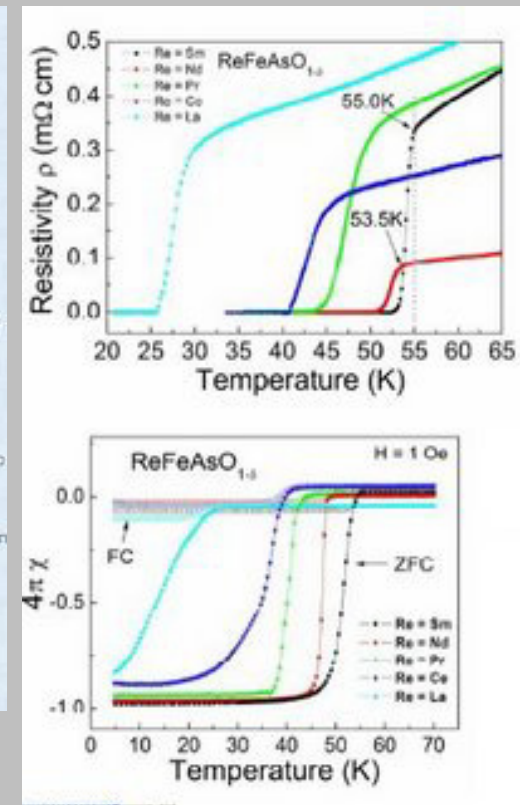 0.5
Re = Sm
ReFeAsO1-δ
Re = Nd
0.4
Re = Pr
55.0K
Re = Ce
Re = La
0.3
0.2
53.5K
0.1
0.0
Resistivity ρ (mΩ cm)
20 25 30 35 40 45 50 55 60 65
Temperature (K)
ReFeAsO1-δ
H = 1 Oe
0.0
FC
ZFC
4π χ
-0.5
Re = Sm
Re = Nd
Re = Pr
Re = Ce
Re = La
-1.0
0 10 20 30 40 50 60 70
Temperature (K)